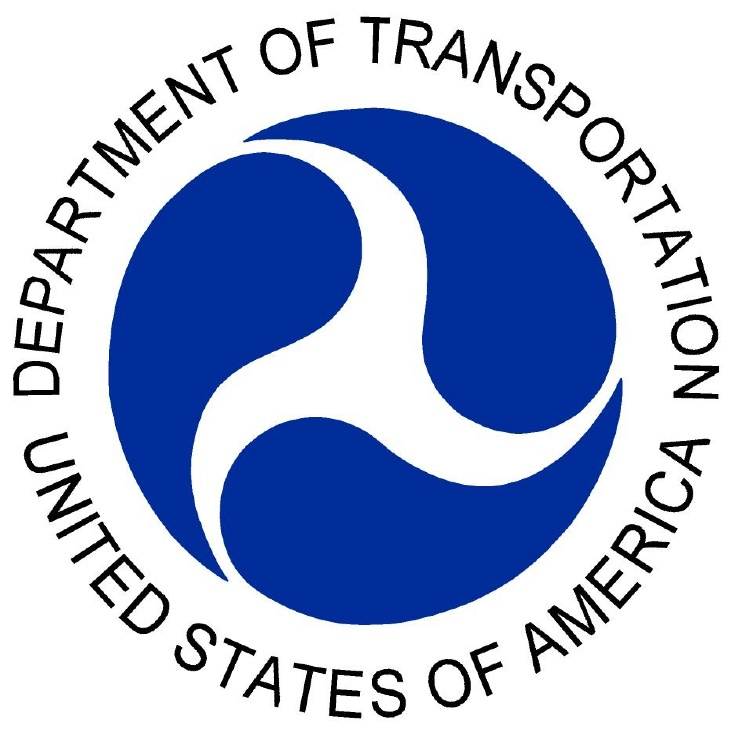 DEPARTMENT OF TRANSPORTATION
UNITED STATES OF AMERICA